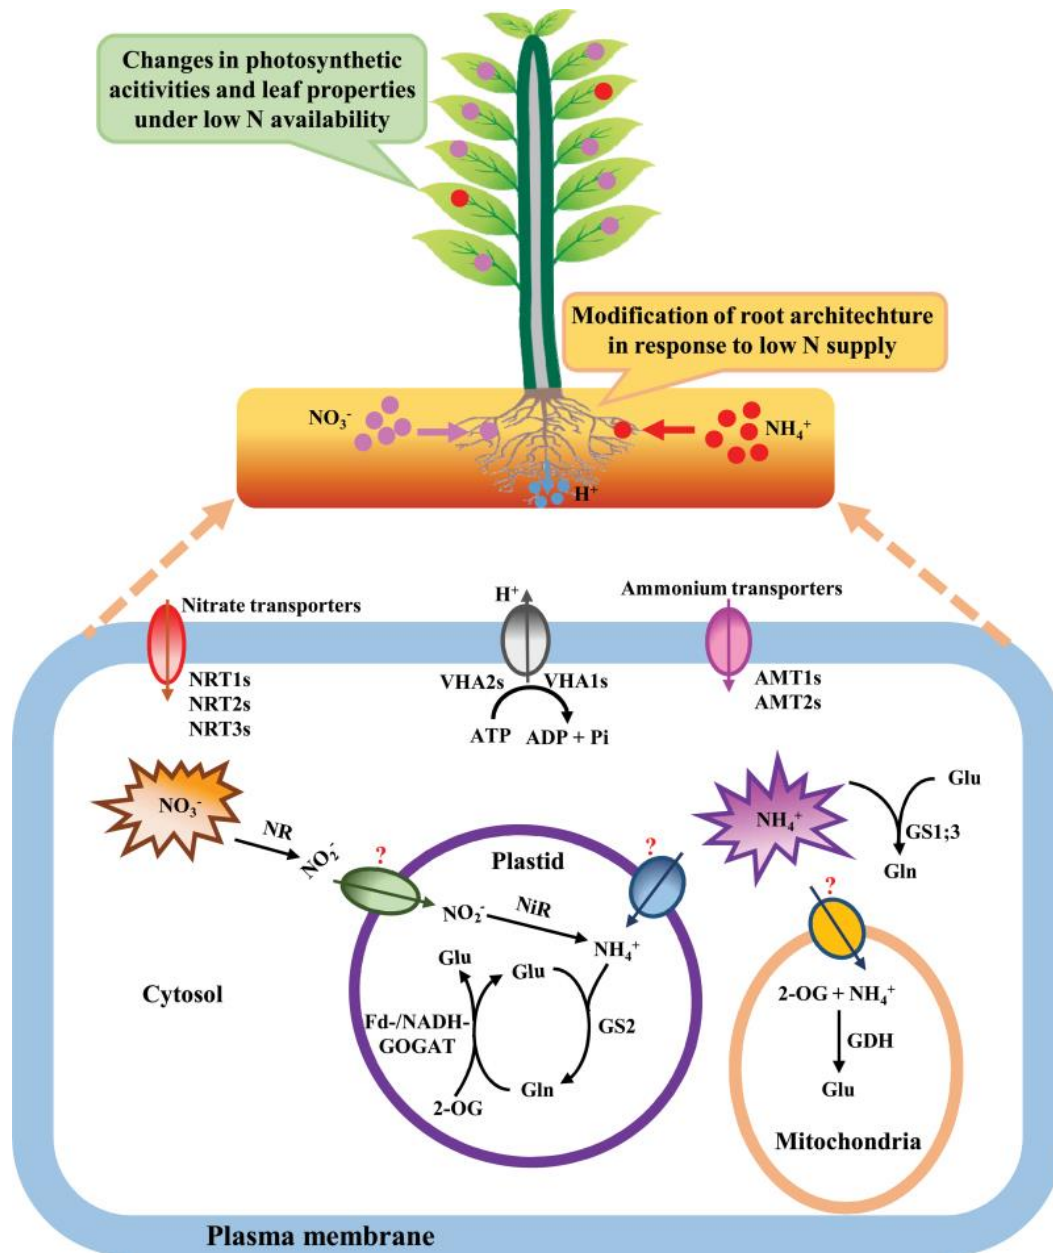 Changes in photosynthetic
acitivities and leaf properties
under low N availability
Modification of root architechture
in response to low N supply
NO₃⁻
NH₄⁺
H⁺
Nitrate transporters
H⁺
Ammonium transporters
NRT1s
NRT2s
NRT3s
VHA2s
VHA1s
ATP
ADP + Pi
AMT1s
AMT2s
NO₃⁻
NR
NO₂⁻
?
Plastid
?
NH₄⁺
Glu
GS1;3
Gln
NO₂⁻
NiR
NH₄⁺
Glu
Glu
Fd-/NADH-
GOGAT
GS2
2-OG
Gln
Cytosol
?
2-OG + NH₄⁺
GDH
Glu
Mitochondria
Plasma membrane